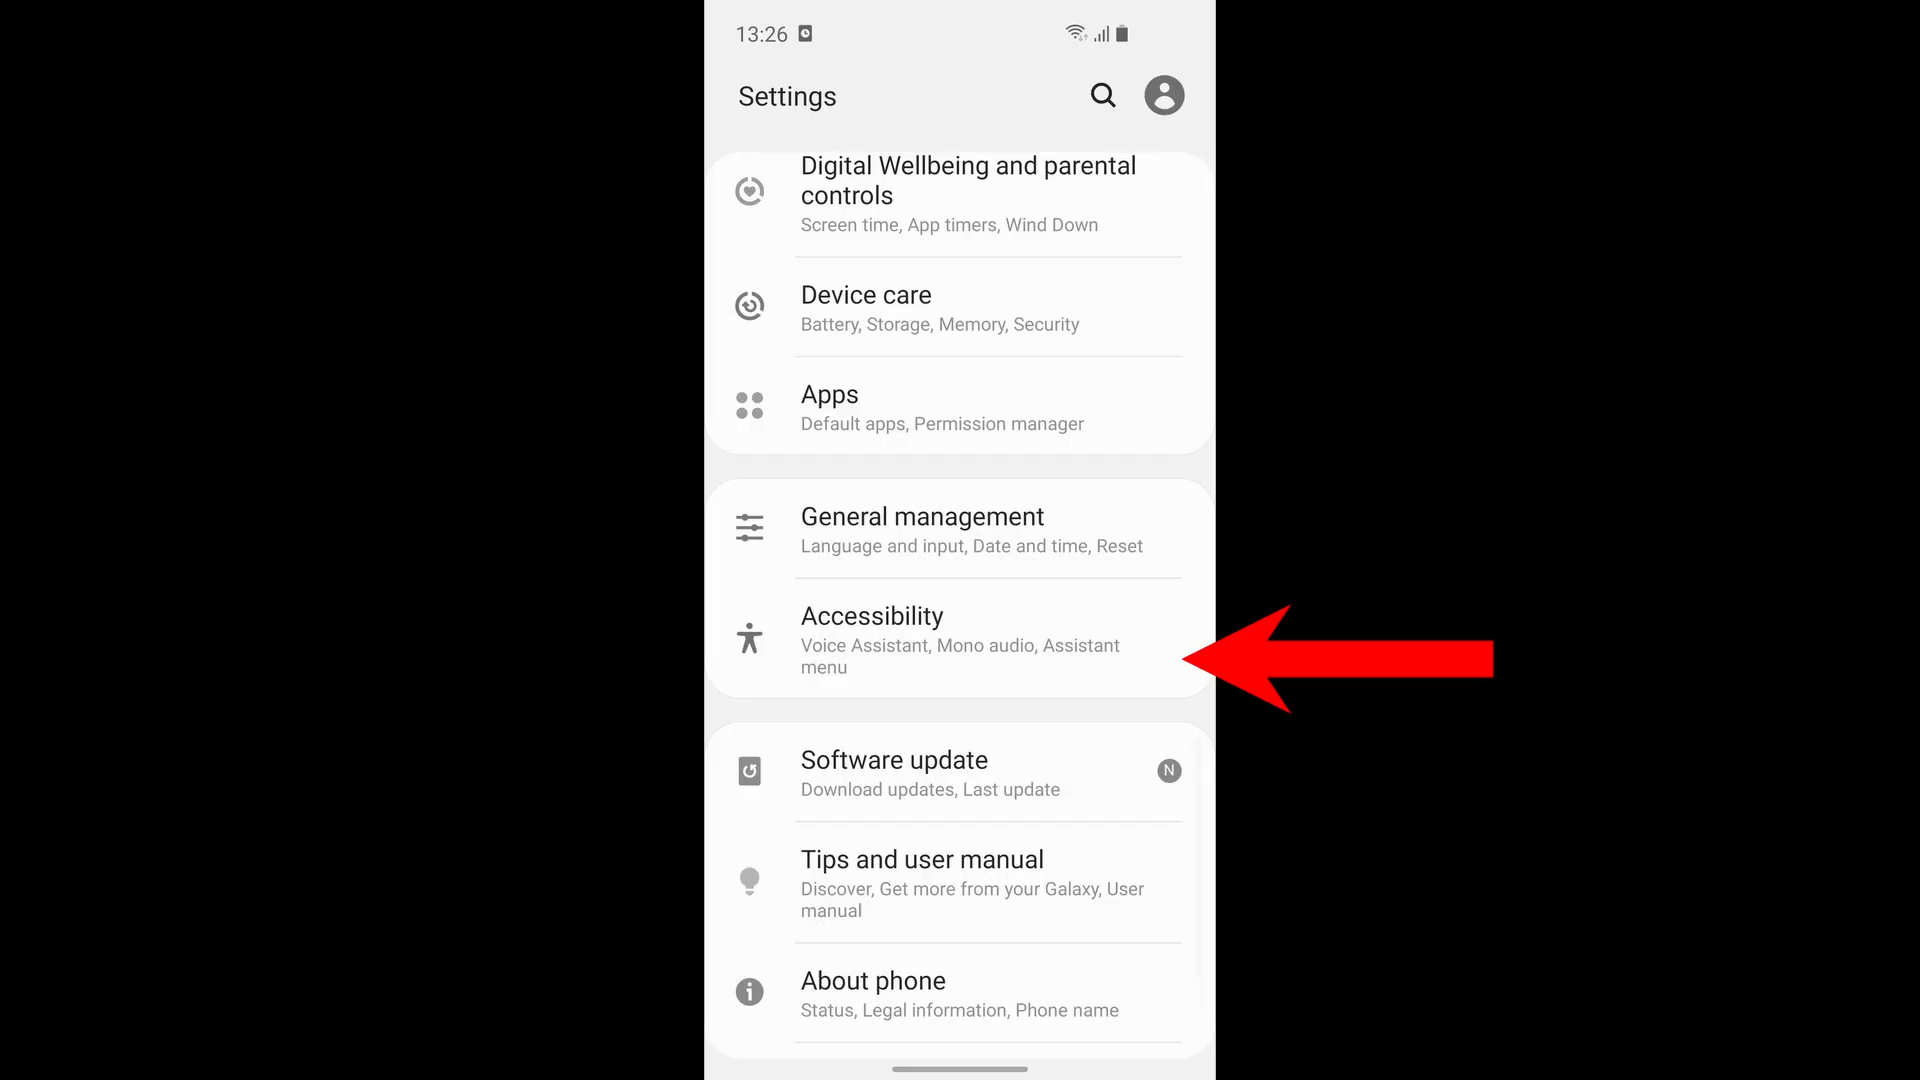 13:26
Settings
Digital Wellbeing and parental
controls
Screen time, App timers, Wind Down
Device care
Battery, Storage, Memory, Security
Apps
Default apps, Permission manager
General management
Language and input, Date and time, Reset
Accessibility
Voice Assistant, Mono audio, Assistant
menu
Software update
N
Download updates, Last update
Tips and user manual
Discover, Get more from your Galaxy, User
manual
About phone
Status, Legal information, Phone name